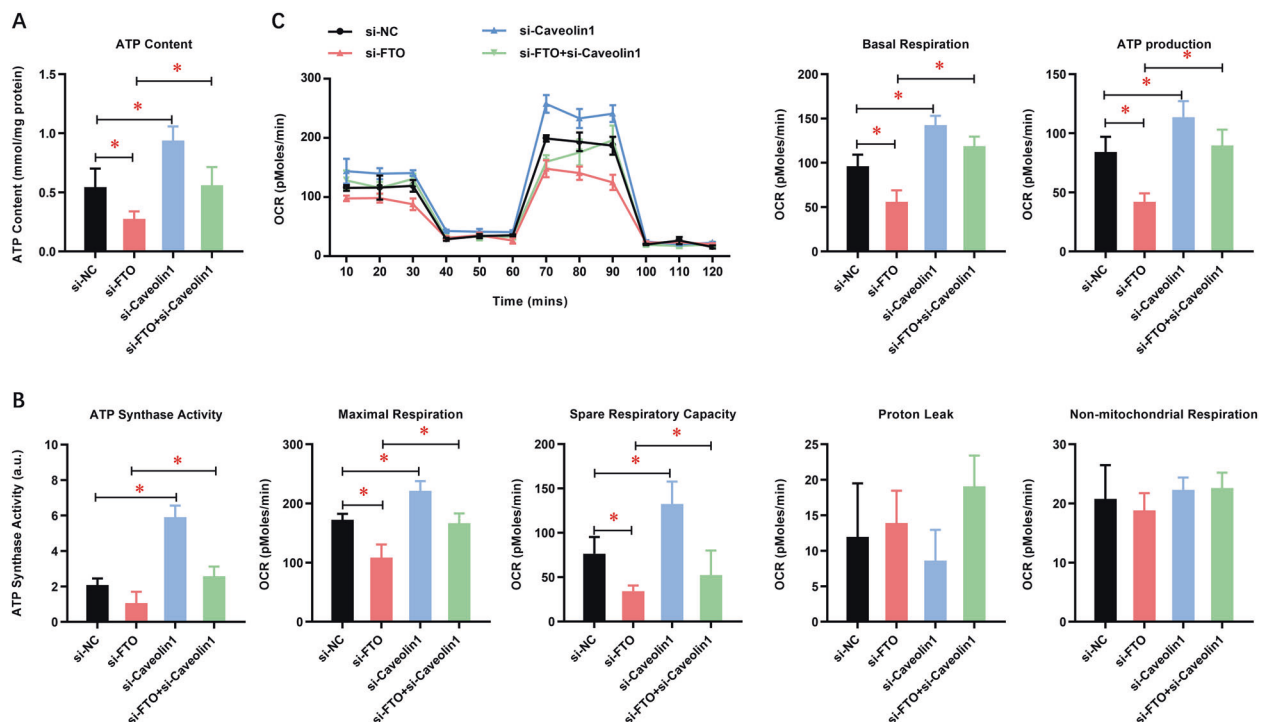 A
ATP Content
ATP Content (mmol/mg protein)
1.5
1.0
0.5
0.0
*
*
*
si-NC
si-FTO
si-Caveolin1
si-FTO+si-Caveolin1
C
si-NC
si-FTO
si-Caveolin1
si-FTO+si-Caveolin1
OCR (pMoles/min)
300
200
100
0
10 20 30 40 50 60 70 80 90 100 110 120
Time (mins)
Basal Respiration
OCR (pMoles/min)
200
150
100
50
0
*
*
*
si-NC
si-FTO
si-Caveolin1
si-FTO+si-Caveolin1
ATP production
OCR (pMoles/min)
150
100
50
0
*
*
*
si-NC
si-FTO
si-Caveolin1
si-FTO+si-Caveolin1
B
ATP Synthase Activity
ATP Synthase Activity (a.u.)
10
8
6
4
2
0
*
*
si-NC
si-FTO
si-Caveolin1
si-FTO+si-Caveolin1
Maximal Respiration
OCR (pMoles/min)
300
200
100
0
*
*
*
si-NC
si-FTO
si-Caveolin1
si-FTO+si-Caveolin1
Spare Respiratory Capacity
OCR (pMoles/min)
200
150
100
50
0
*
*
*
si-NC
si-FTO
si-Caveolin1
si-FTO+si-Caveolin1
Proton Leak
OCR (pMoles/min)
25
20
15
10
5
0
si-NC
si-FTO
si-Caveolin1
si-FTO+si-Caveolin1
Non-mitochondrial Respiration
OCR (pMoles/min)
30
20
10
0
si-NC
si-FTO
si-Caveolin1
si-FTO+si-Caveolin1